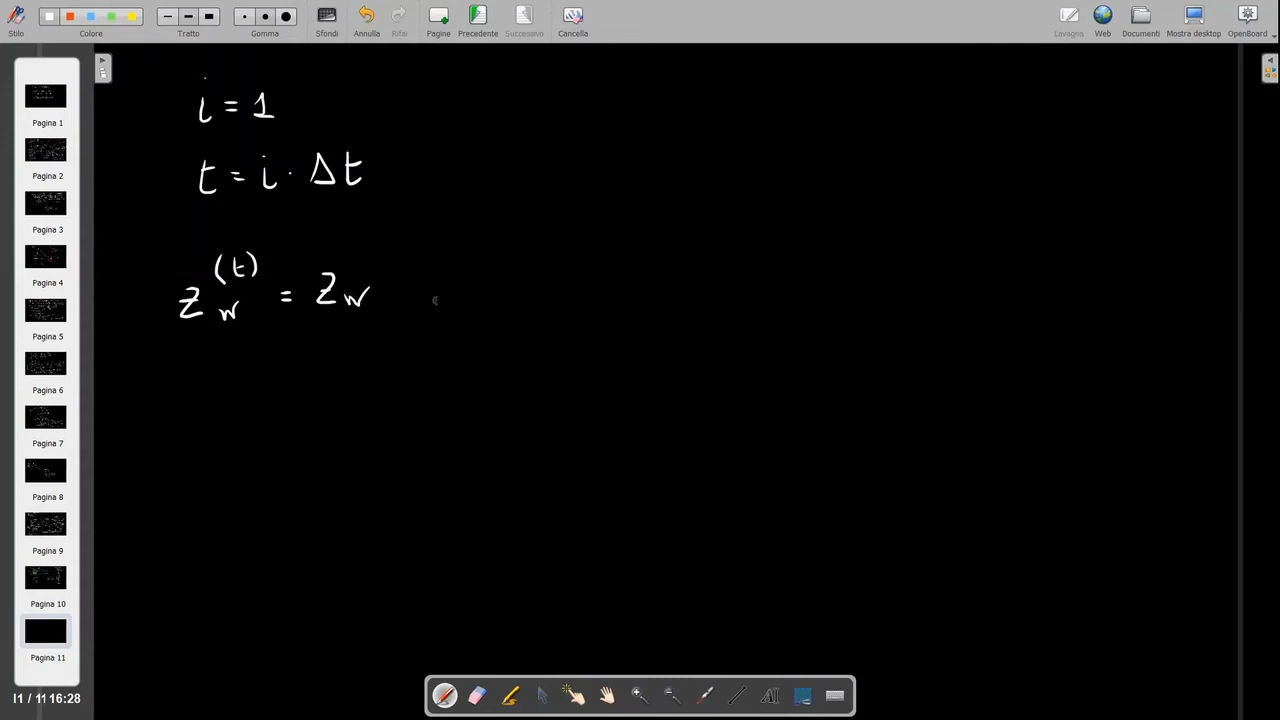 Stilo Colore Tratto Gomma Sfondi Annulla Rifai Pagine Precedente Successivo Cancella Lavagna Web Documenti Mostra desktop OpenBoard
Pagina 1
Pagina 2
Pagina 3
Pagina 4
Pagina 5
Pagina 6
Pagina 7
Pagina 8
Pagina 9
Pagina 10
Pagina 11
11 / 11 16:28
i = 1
t = i · Δt
z_w^(t) = z_w